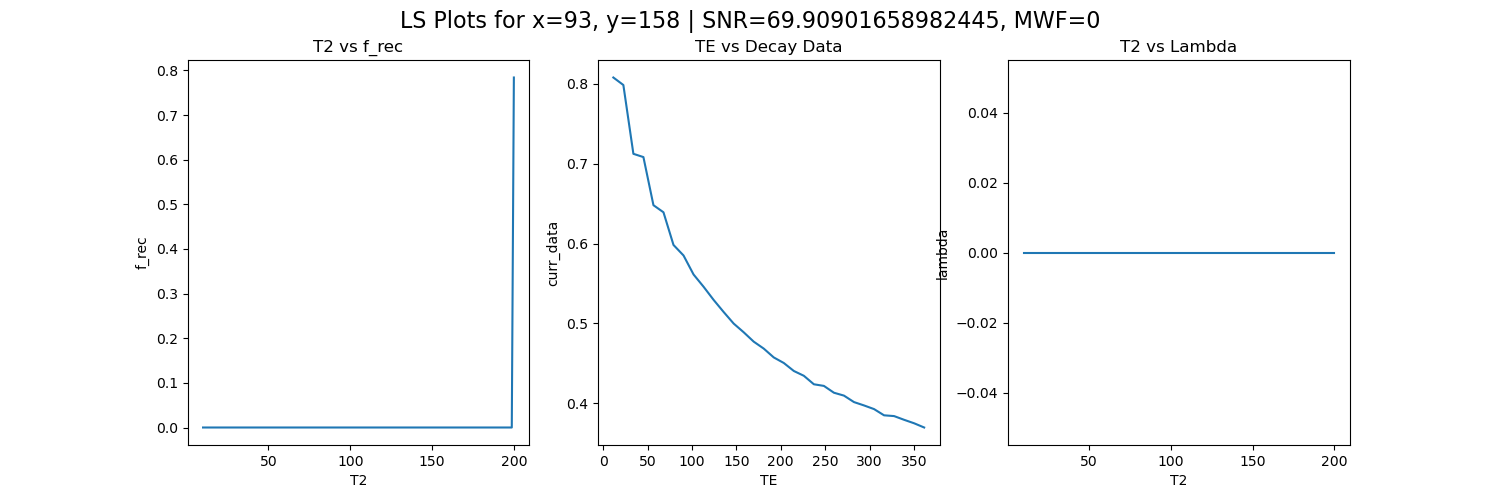 LS Plots for x=93, y=158 | SNR=69.90901658982445, MWF=0
T2 vs f_rec
0.8
0.7
0.6
0.5
0.4
0.3
0.2
0.1
0.0
f_rec
50 100 150 200
T2
TE vs Decay Data
0.8
0.7
0.6
0.5
0.4
curr_data
0 50 100 150 200 250 300 350
TE
T2 vs Lambda
0.04
0.02
0.00
−0.02
−0.04
lambda
50 100 150 200
T2